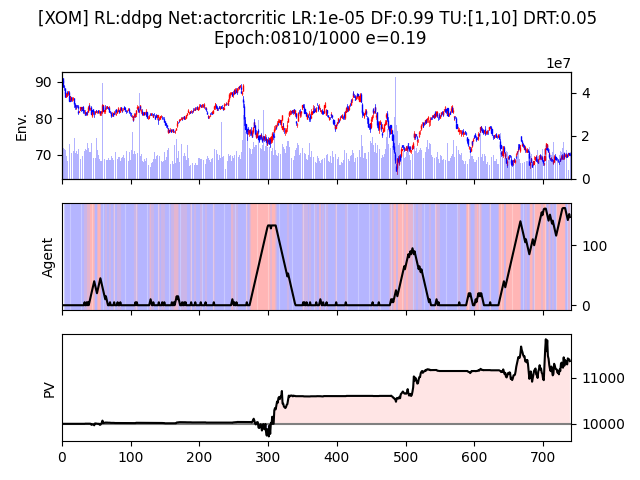 [XOM] RL:ddpg Net:actorcritic LR:1e-05 DF:0.99 TU:[1,10] DRT:0.05
Epoch:0810/1000 e=0.19
1e7
Env.
90
80
70
4
2
0
Agent
100
0
PV
11000
10000
0 100 200 300 400 500 600 700